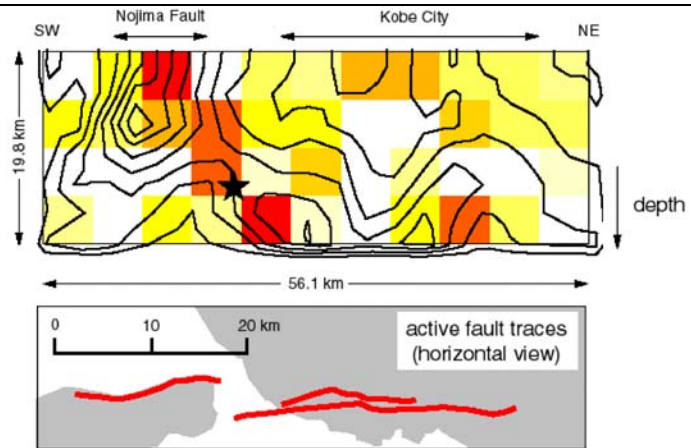 Nojima Fault
Kobe City
SW
NE
19.8 km
depth
56.1 km
0 10 20 km
active fault traces
(horizontal view)